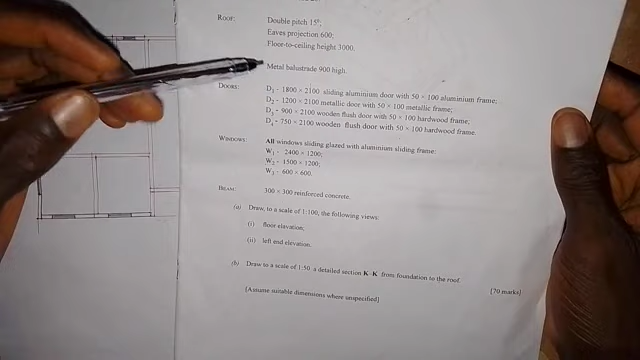 ROOF: Double pitch 15°;
Eaves projection 600;
Floor-to-ceiling height 3000.
Metal balustrade 900 high.
DOORS: D1 - 1800 × 2100 sliding aluminium door with 50 × 100 aluminium frame;
D2 - 1200 × 2100 metallic door with 50 × 100 metallic frame;
D3 - 900 × 2100 wooden flush door with 50 × 100 hardwood frame;
D4 - 750 × 2100 wooden flush door with 50 × 100 hardwood frame.
WINDOWS: All windows sliding glazed with aluminium sliding frame:
W1 - 2400 × 1200;
W2 - 1500 × 1200;
W3 - 600 × 600.
BEAM: 300 × 300 reinforced concrete.
(a) Draw, to a scale of 1:100, the following views:
(i) floor elevation;
(ii) left end elevation.
(b) Draw to a scale of 1:50 a detailed section K-K from foundation to the roof.
[70 marks]
[Assume suitable dimensions where unspecified]